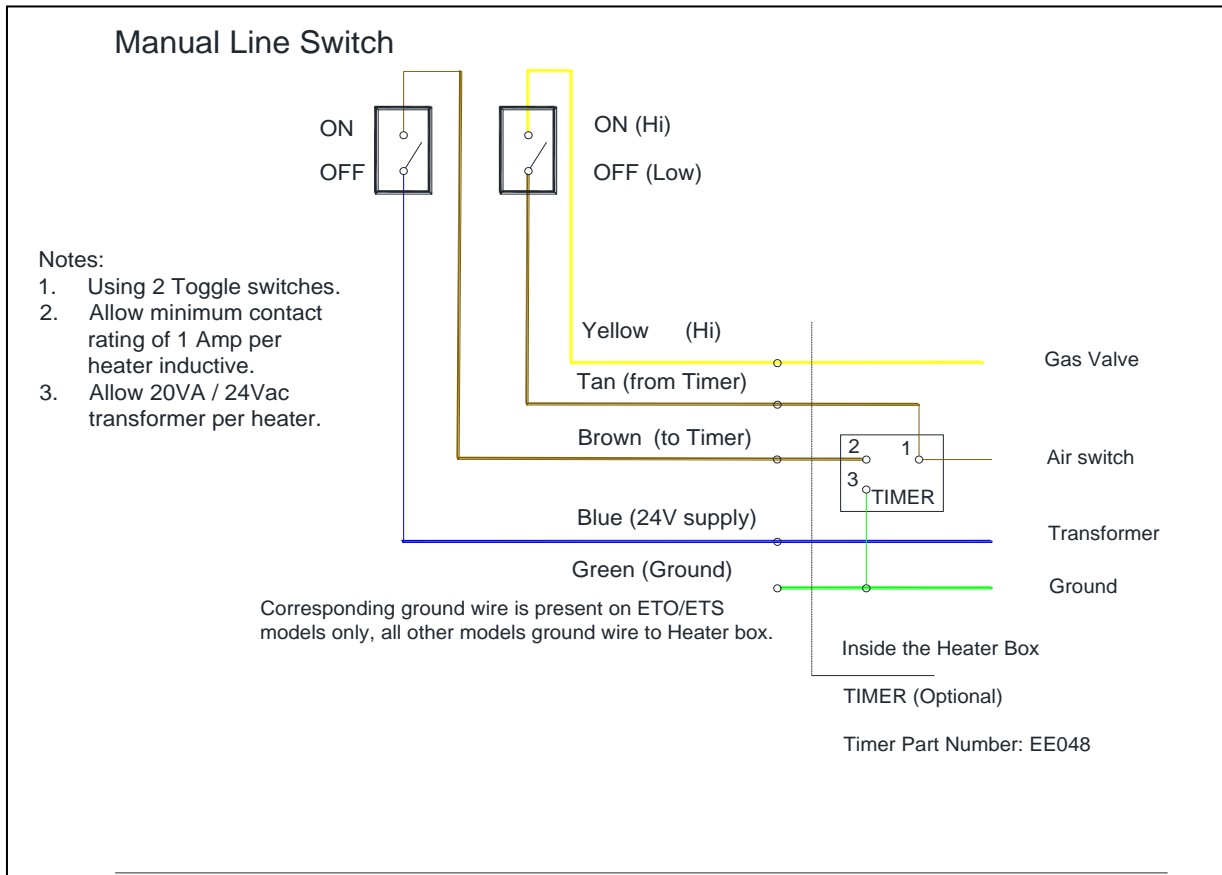 Manual Line Switch
ON
OFF
ON (Hi)
OFF (Low)
Notes:
1. Using 2 Toggle switches.
2. Allow minimum contact
rating of 1 Amp per
heater inductive.
3. Allow 20VA / 24Vac
transformer per heater.
Yellow (Hi)
Gas Valve
Tan (from Timer)
Brown (to Timer)
2 1
3
TIMER
Air switch
Blue (24V supply)
Transformer
Green (Ground)
Ground
Corresponding ground wire is present on ETO/ETS
models only, all other models ground wire to Heater box.
Inside the Heater Box
TIMER (Optional)
Timer Part Number: EE048